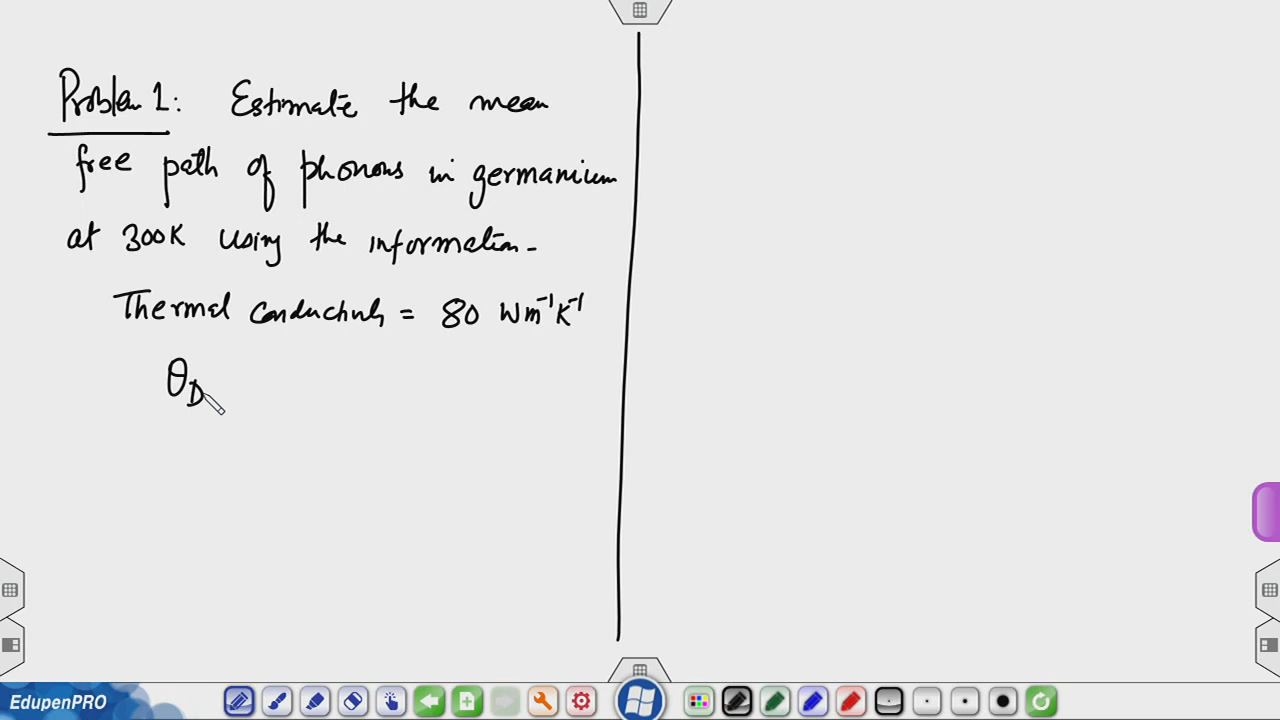 Problem 1: Estimate the mean
free path of phonons in germanium
at 300K using the information -
Thermal conductivity = 80 Wm⁻¹K⁻¹
θ_D
EdupenPRO